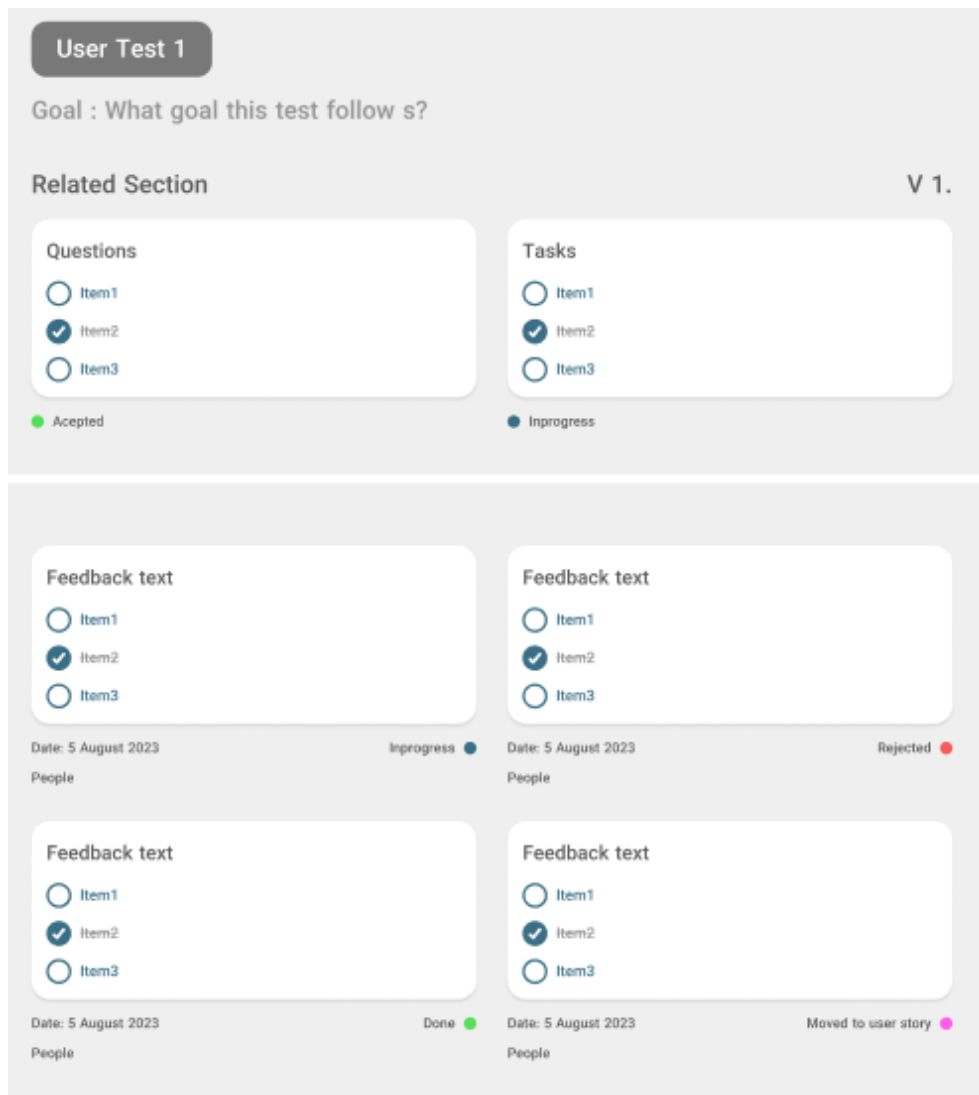 User Test 1
Goal : What goal this test follow s?
Related Section
V 1.
Questions
Item1
Item2
Item3
Acepted
Tasks
Item1
Item2
Item3
Inprogress
Feedback text
Item1
Item2
Item3
Date: 5 August 2023
Inprogress
People
Feedback text
Item1
Item2
Item3
Date: 5 August 2023
Rejected
People
Feedback text
Item1
Item2
Item3
Date: 5 August 2023
Done
People
Feedback text
Item1
Item2
Item3
Date: 5 August 2023
Moved to user story
People